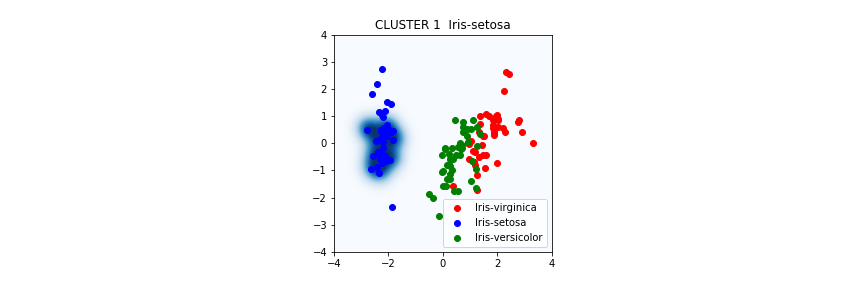 CLUSTER 1  Iris-setosa
4
3
2
1
0
−1
−2
−3
−4
−4 −2 0 2 4
Iris-virginica
Iris-setosa
Iris-versicolor